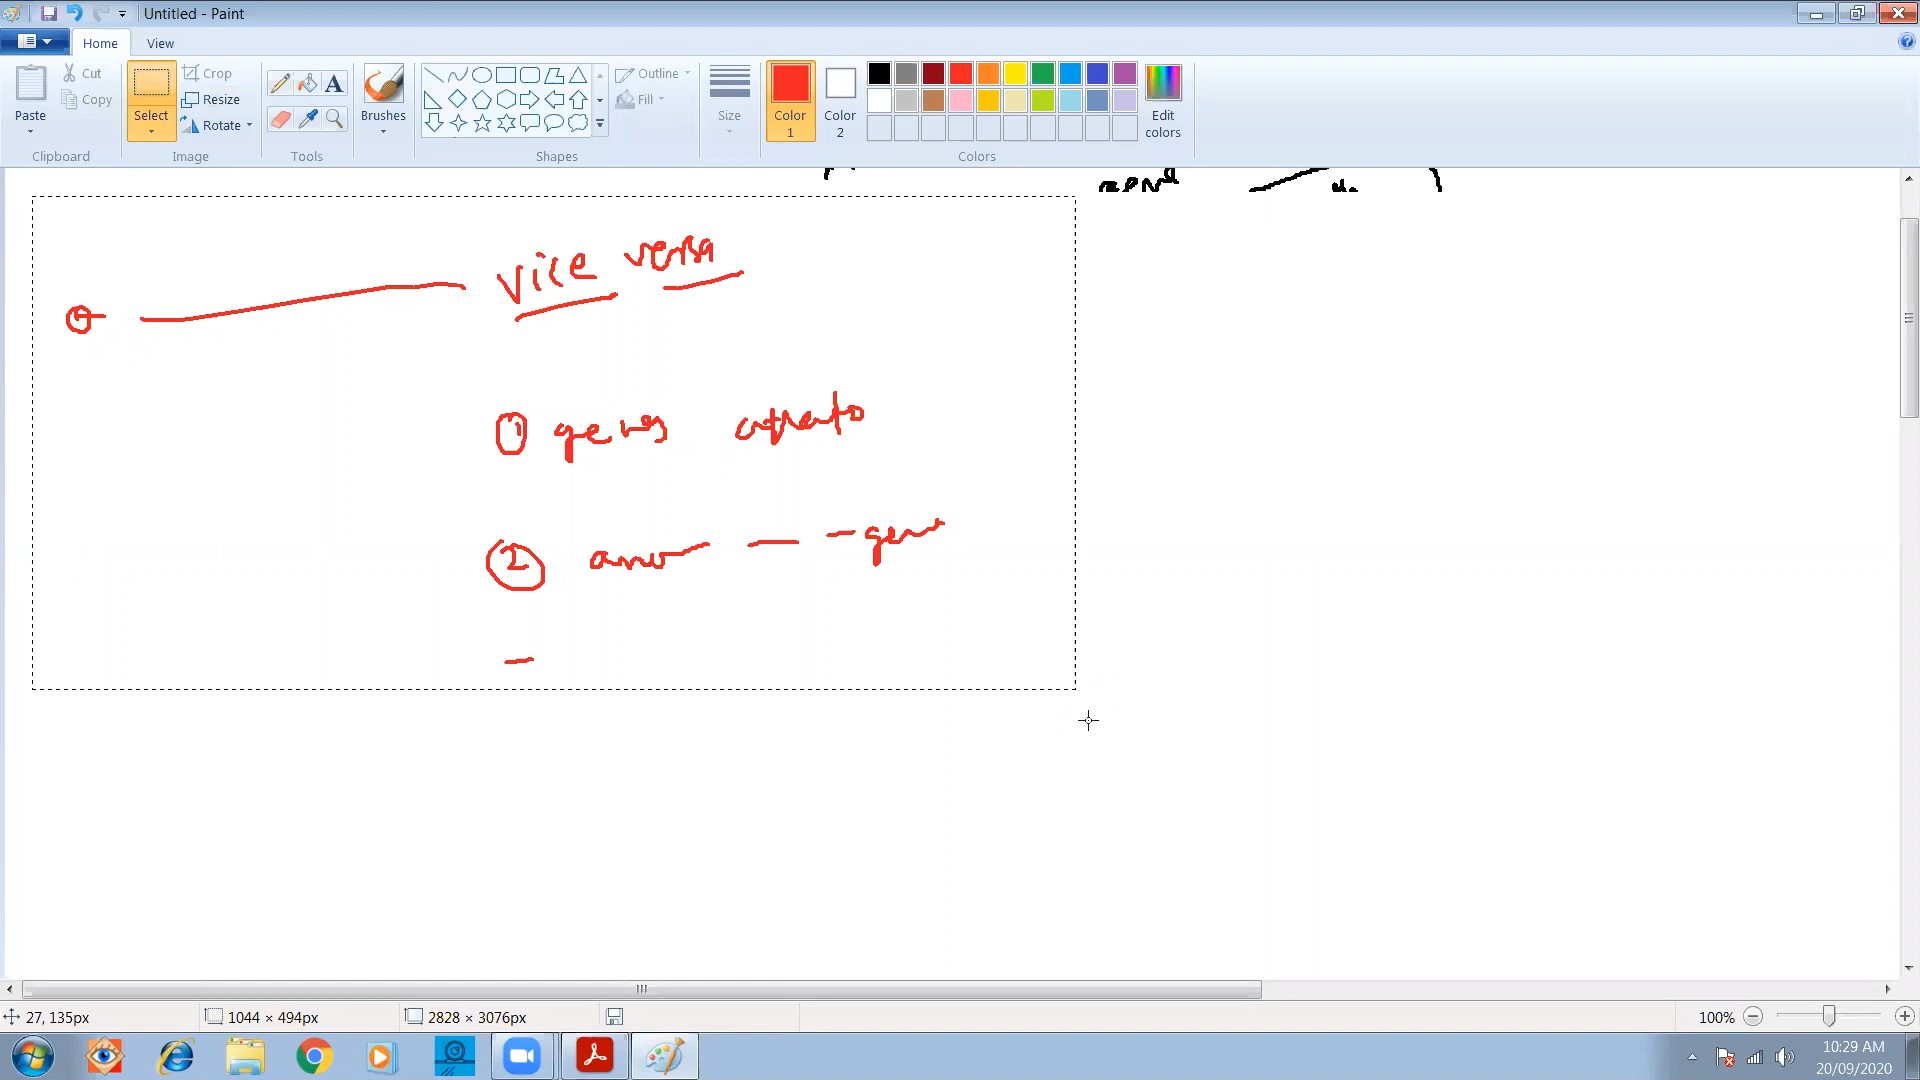 Untitled - Paint
Home View
Paste
Cut
Copy
Clipboard
Select
Crop
Resize
Rotate
Image
Tools
Brushes
Shapes
Outline
Fill
Size
Color 1
Color 2
Edit colors
Colors
vice versa
1
2
27, 135px
1044 × 494px
2828 × 3076px
100%
10:29 AM
20/09/2020